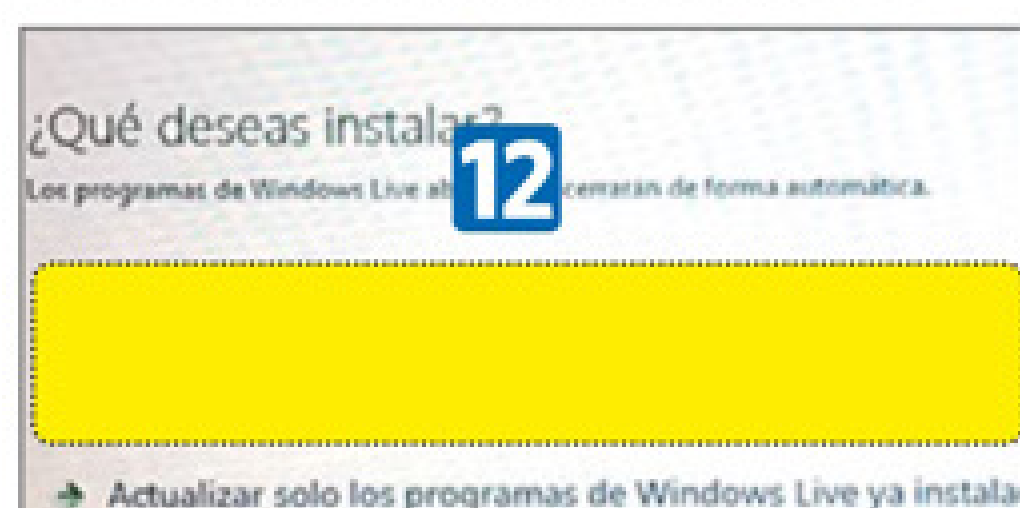 ¿Qué deseas instalar?
Los programas de Windows Live ab
12
cerrarán de forma automática.
Actualizar solo los programas de Windows Live ya instala